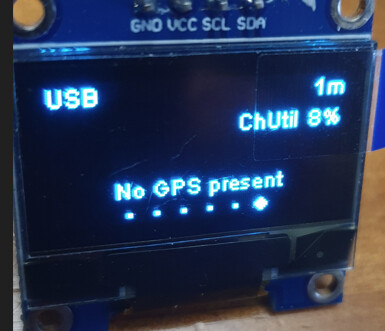 GND VCC SCL SDA
USB
1m
ChUtil 8%
No GPS present